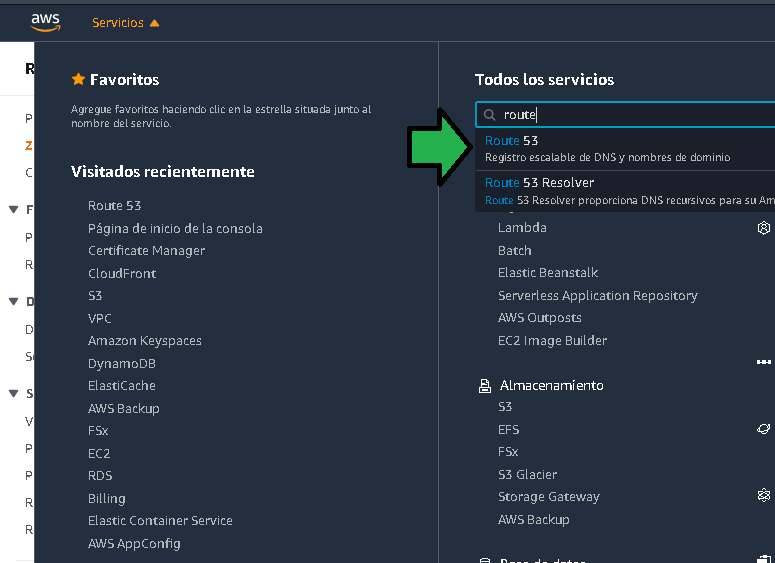 aws
Servicios
R
P
Z
C
F
P
R
D
D
Se
S
V
P
P
R
R
Favoritos
Agregue favoritos haciendo clic en la estrella situada junto al
nombre del servicio.
Visitados recientemente
Route 53
Página de inicio de la consola
Certificate Manager
CloudFront
S3
VPC
Amazon Keyspaces
DynamoDB
ElastiCache
AWS Backup
FSx
EC2
RDS
Billing
Elastic Container Service
AWS AppConfig
Todos los servicios
route
Route 53
Registro escalable de DNS y nombres de dominio
Route 53 Resolver
Route 53 Resolver proporciona DNS recursivos para su Am
Lambda
Batch
Elastic Beanstalk
Serverless Application Repository
AWS Outposts
EC2 Image Builder
Almacenamiento
S3
EFS
FSx
S3 Glacier
Storage Gateway
AWS Backup
Base de datos